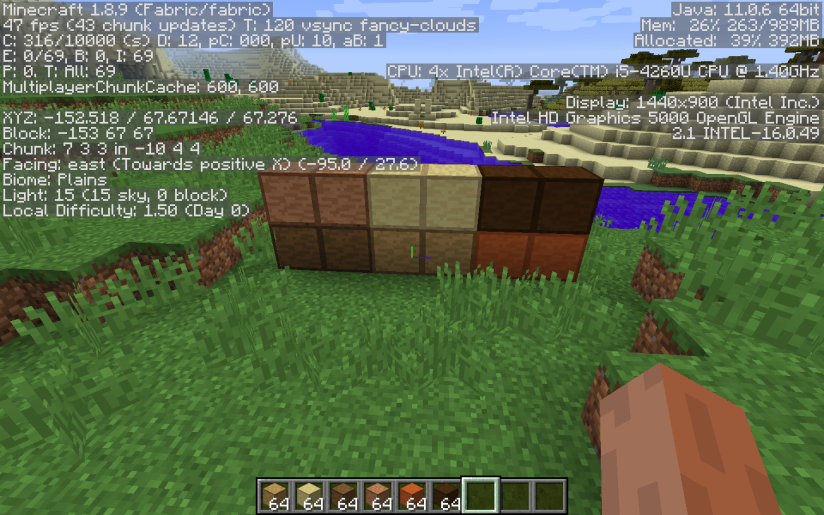 Minecraft 1.8.9 (Fabric/fabric)
47 fps (43 chunk updates) T: 120 vsync fancy-clouds
C: 316/10000 (s) D: 12, pC: 000, pU: 10, aB: 1
E: 0/69, B: 0, I: 69
P: 0. T: All: 69
MultiplayerChunkCache: 600, 600
XYZ: -152.518 / 67.67146 / 67.276
Block: -153 67 67
Chunk: 7 3 3 in -10 4 4
Facing: east (Towards positive X) (-95.0 / 27.6)
Biome: Plains
Light: 15 (15 sky, 0 block)
Local Difficulty: 1.50 (Day 0)
Java: 11.0.6 64bit
Mem: 26% 263/989MB
Allocated: 39% 392MB
CPU: 4x Intel(R) Core(TM) i5-4260U CPU @ 1.40GHz
Display: 1440x900 (Intel Inc.)
Intel HD Graphics 5000 OpenGL Engine
2.1 INTEL-16.0.49
64 64 64 64 64 64